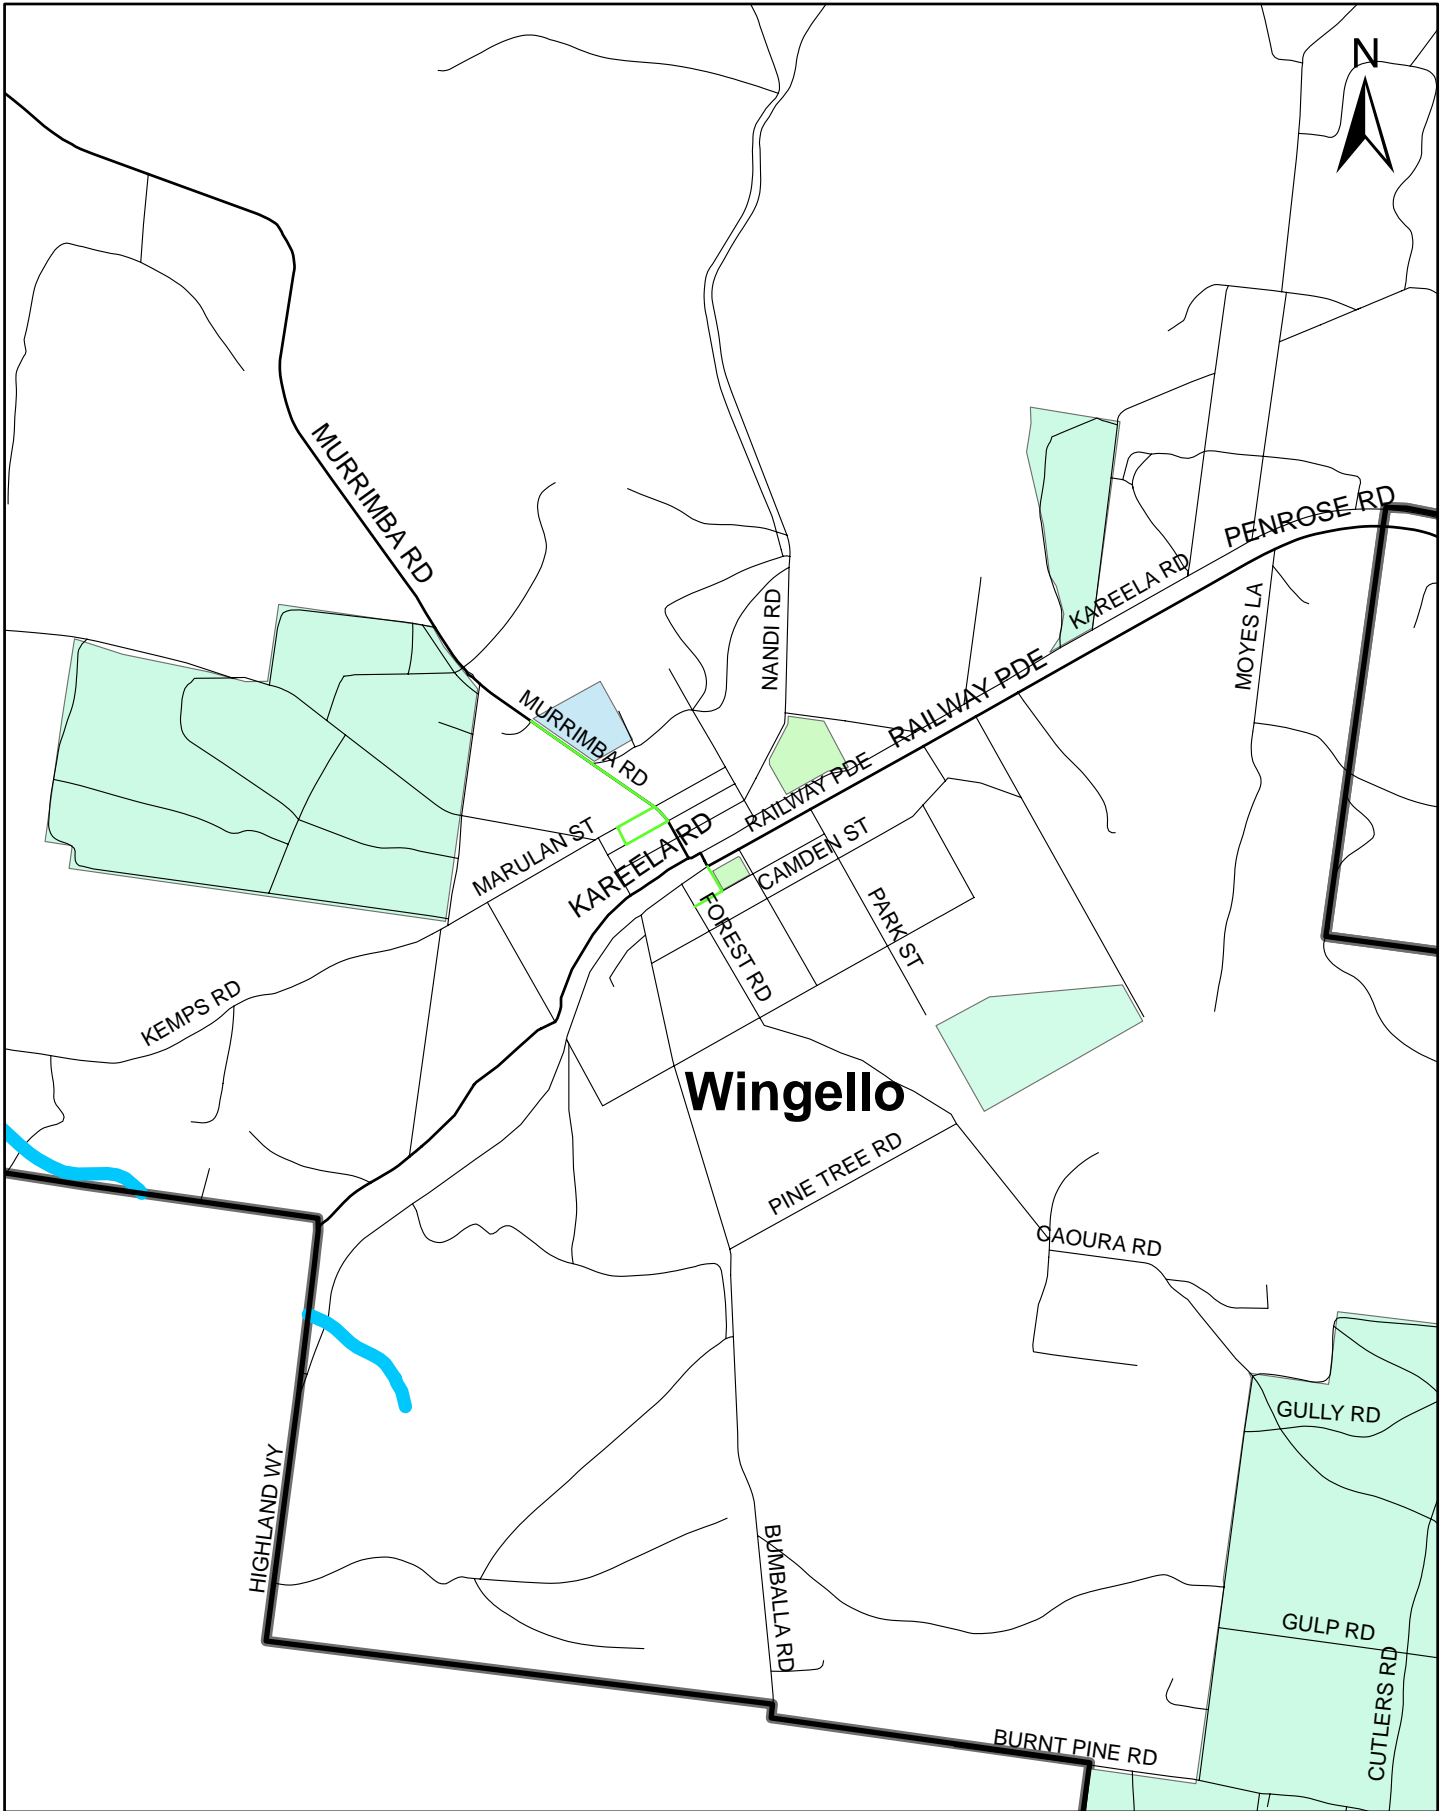 N
MURRIMBA RD
PENROSE RD
KAREELA RD
NANDI RD
MOYES LA
RAILWAY PDE
MURRIMBA RD
RAILWAY PDE
MARULAN ST
KAREELA RD
CAMDEN ST
FOREST RD
PARK ST
KEMPS RD
Wingello
PINE TREE RD
CAOURA RD
GULLY RD
HIGHLAND WY
BUMBALLA RD
GULP RD
CUTLERS RD
BURNT PINE RD